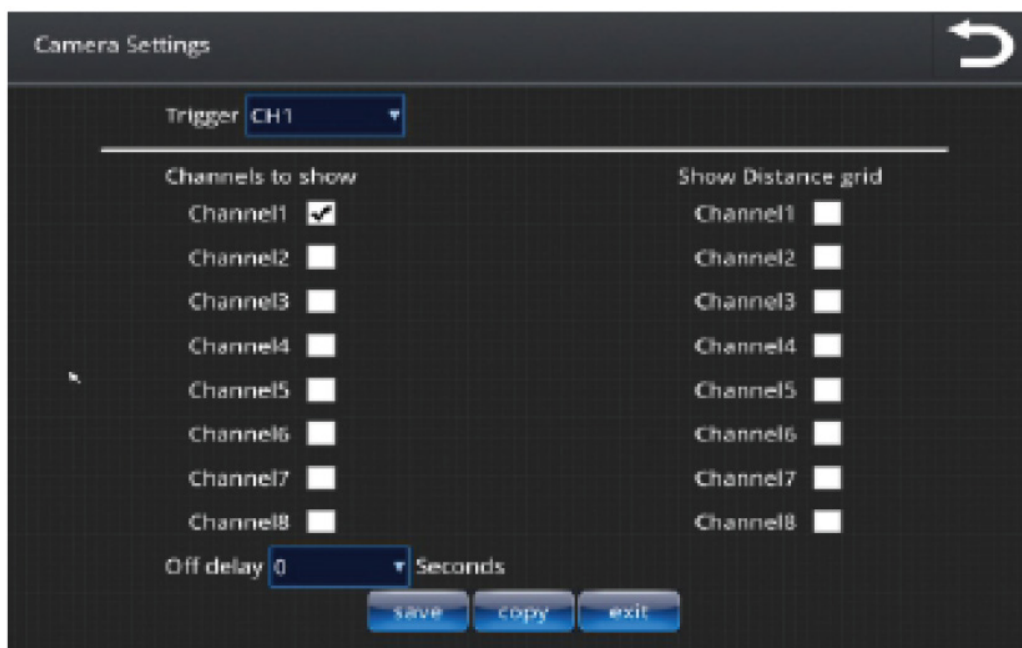 Camera Settings
Trigger CH1
Channels to show Show Distance grid
Channel1 Channel1
Channel2 Channel2
Channel3 Channel3
Channel4 Channel4
Channel5 Channel5
Channel6 Channel6
Channel7 Channel7
Channel8 Channel8
Off delay 0 Seconds
save copy exit